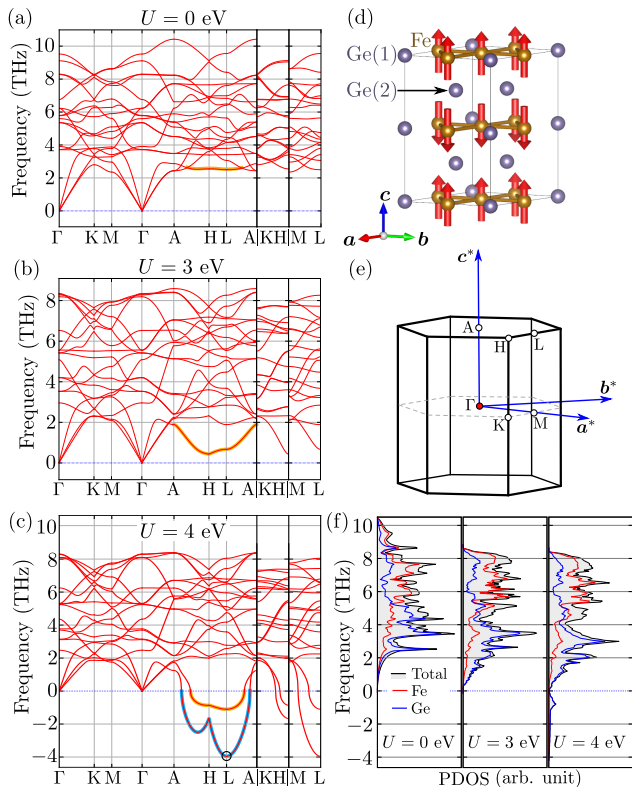 (a)
U = 0 eV
10
8
6
4
2
0
Frequency (THz)
Γ K M Γ A H L A KH M L
(b)
U = 3 eV
8
6
4
2
0
Frequency (THz)
Γ K M Γ A H L A KH M L
(c)
U = 4 eV
8
6
4
2
0
−2
−4
Frequency (THz)
Γ K M Γ A H L A KH M L
(d)
Ge(1)
Fe
Ge(2)
c
a
b
(e)
c*
A
H
L
Γ
b*
K
M
a*
(f)
10
8
6
4
2
0
−2
−4
Frequency (THz)
Total
Fe
Ge
U = 0 eV
U = 3 eV
U = 4 eV
PDOS (arb. unit)